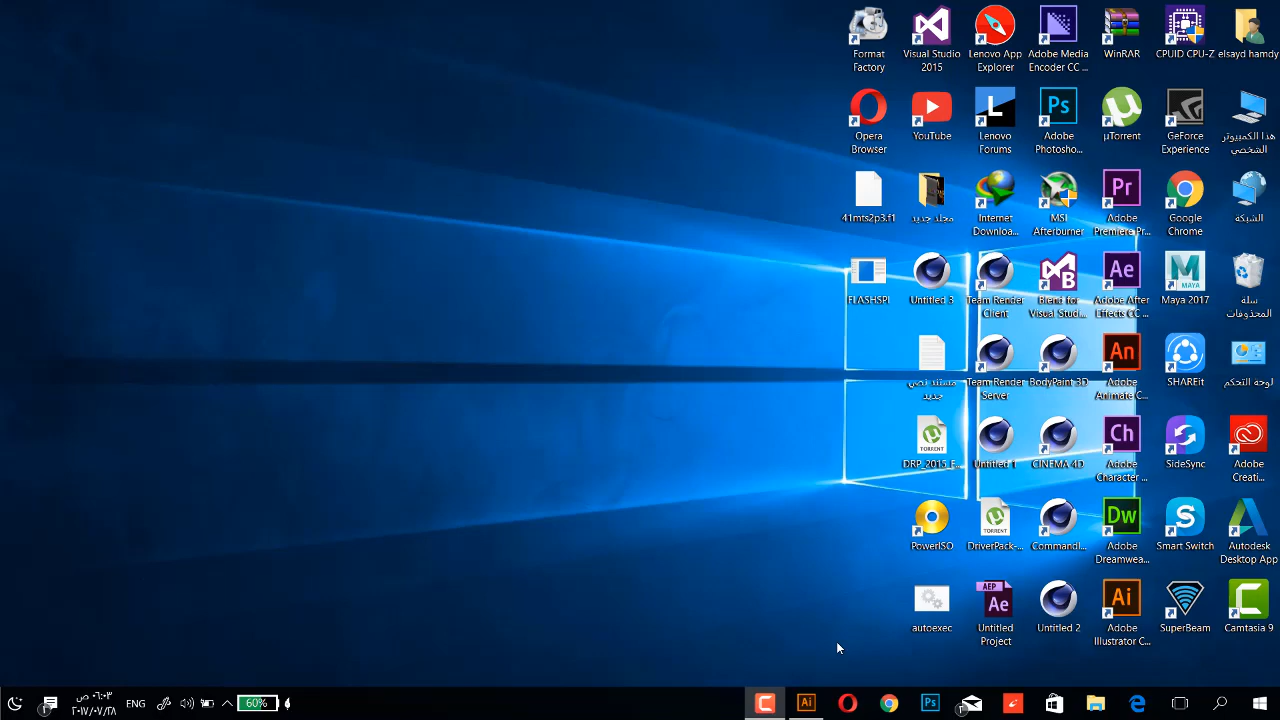 Format
Factory
Visual Studio
2015
Lenovo App
Explorer
Adobe Media
Encoder CC ...
WinRAR
CPUID CPU-Z
elsayd hamdy
Opera
Browser
YouTube
Lenovo
Forums
Adobe
Photosho...
µTorrent
GeForce
Experience
هذا الكمبيوتر
الشخصي
41mts2p3.f1
مجلد جديد
Internet
Downloa...
MSI
Afterburner
Adobe
Premiere Pr...
Google
Chrome
الشبكة
FLASHSPI
Untitled 3
Team Render
Client
Blend for
Visual Stud...
Adobe After
Effects CC ...
Maya 2017
سلة
المحذوفات
مستند نصي
جديد
Team Render
Server
BodyPaint 3D
Adobe
Animate C...
SHAREit
لوحة التحكم
TORRENT
DRP_2015_F...
Untitled 1
CINEMA 4D
Adobe
Character ...
SideSync
Adobe
Creati...
PowerISO
TORRENT
DriverPack-...
Commandl...
Adobe
Dreamwea...
Smart Switch
Autodesk
Desktop App
autoexec
AEP
Untitled
Project
Untitled 2
Adobe
Illustrator C...
SuperBeam
Camtasia 9
ENG
60%